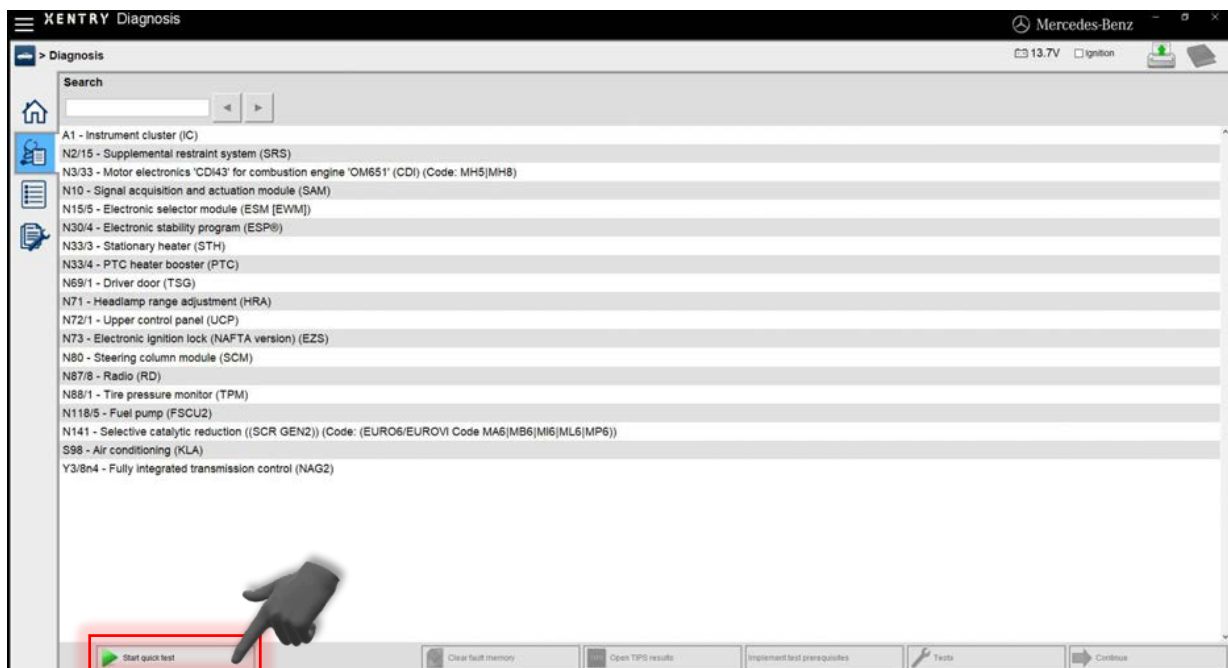 XENTRY Diagnosis
Mercedes-Benz
> Diagnosis
13.7V Ignition
Search
A1 - Instrument cluster (IC)
N2/15 - Supplemental restraint system (SRS)
N3/33 - Motor electronics 'CDI43' for combustion engine 'OM651' (CDI) (Code: MH5|MH8)
N10 - Signal acquisition and actuation module (SAM)
N15/5 - Electronic selector module (ESM [EWM])
N30/4 - Electronic stability program (ESP®)
N33/3 - Stationary heater (STH)
N33/4 - PTC heater booster (PTC)
N69/1 - Driver door (TSG)
N71 - Headlamp range adjustment (HRA)
N72/1 - Upper control panel (UCP)
N73 - Electronic ignition lock (NAFTA version) (EZS)
N80 - Steering column module (SCM)
N87/8 - Radio (RD)
N88/1 - Tire pressure monitor (TPM)
N118/5 - Fuel pump (FSCU2)
N141 - Selective catalytic reduction ((SCR GEN2)) (Code: (EURO6/EUROVI Code MA6|MB6|MI6|ML6|MP6))
S98 - Air conditioning (KLA)
Y3/8n4 - Fully integrated transmission control (NAG2)
Start quick test
Clear fault memory
Open TIPS results
Implement test prerequisites
Tests
Continue